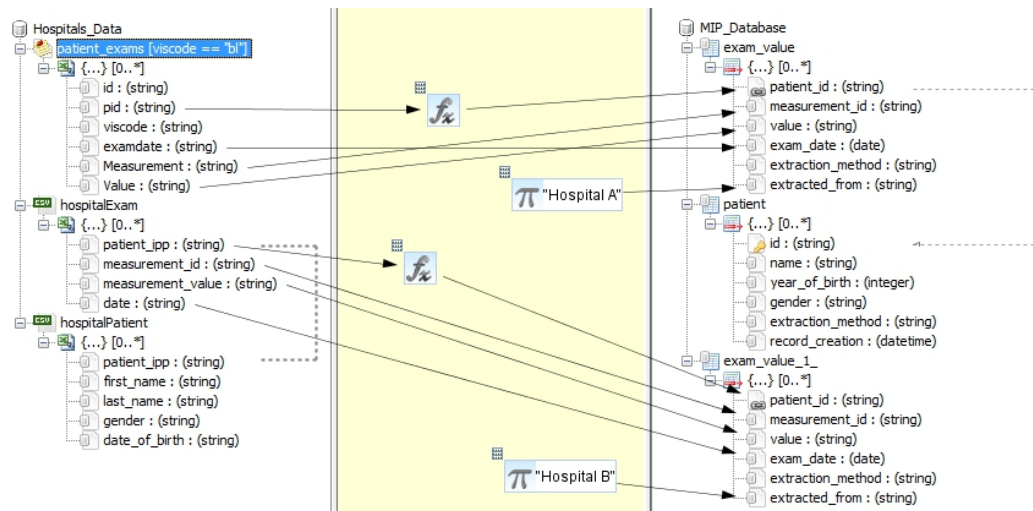 Hospitals_Data
patient_exams [viscode == "bl"]
{...} [0..*]
id : (string)
pid : (string)
viscode : (string)
examdate : (string)
Measurement : (string)
Value : (string)
CSV hospitalExam
{...} [0..*]
patient_ipp : (string)
measurement_id : (string)
measurement_value : (string)
date : (string)
CSV hospitalPatient
{...} [0..*]
patient_ipp : (string)
first_name : (string)
last_name : (string)
gender : (string)
date_of_birth : (string)
fx
π "Hospital A"
fx
π "Hospital B"
MIP_Database
exam_value
{...} [0..*]
patient_id : (string)
measurement_id : (string)
value : (string)
exam_date : (date)
extraction_method : (string)
extracted_from : (string)
patient
{...} [0..*]
id : (string)
name : (string)
year_of_birth : (integer)
gender : (string)
extraction_method : (string)
record_creation : (datetime)
exam_value_1_
{...} [0..*]
patient_id : (string)
measurement_id : (string)
value : (string)
exam_date : (date)
extraction_method : (string)
extracted_from : (string)